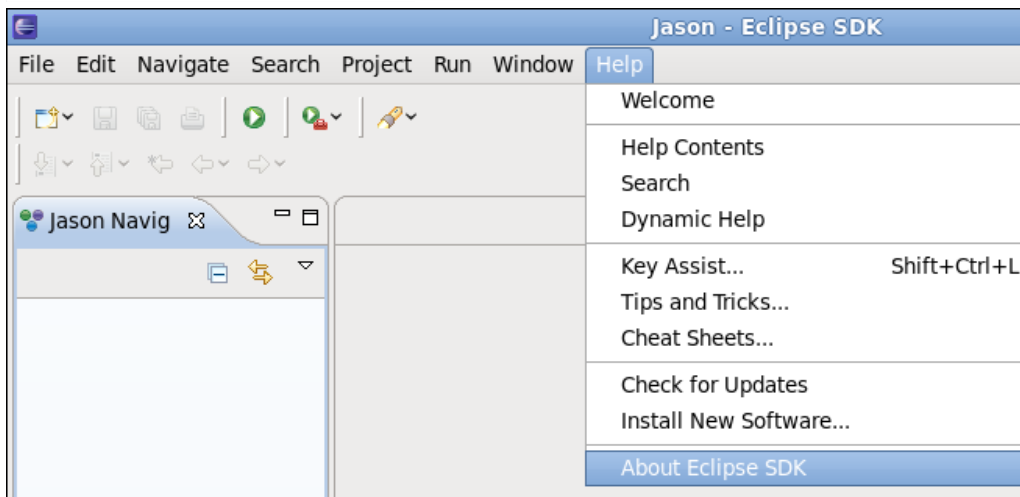 Jason - Eclipse SDK
File Edit Navigate Search Project Run Window Help
Welcome
Help Contents
Search
Dynamic Help
Jason Navig
Key Assist... Shift+Ctrl+L
Tips and Tricks...
Cheat Sheets...
Check for Updates
Install New Software...
About Eclipse SDK